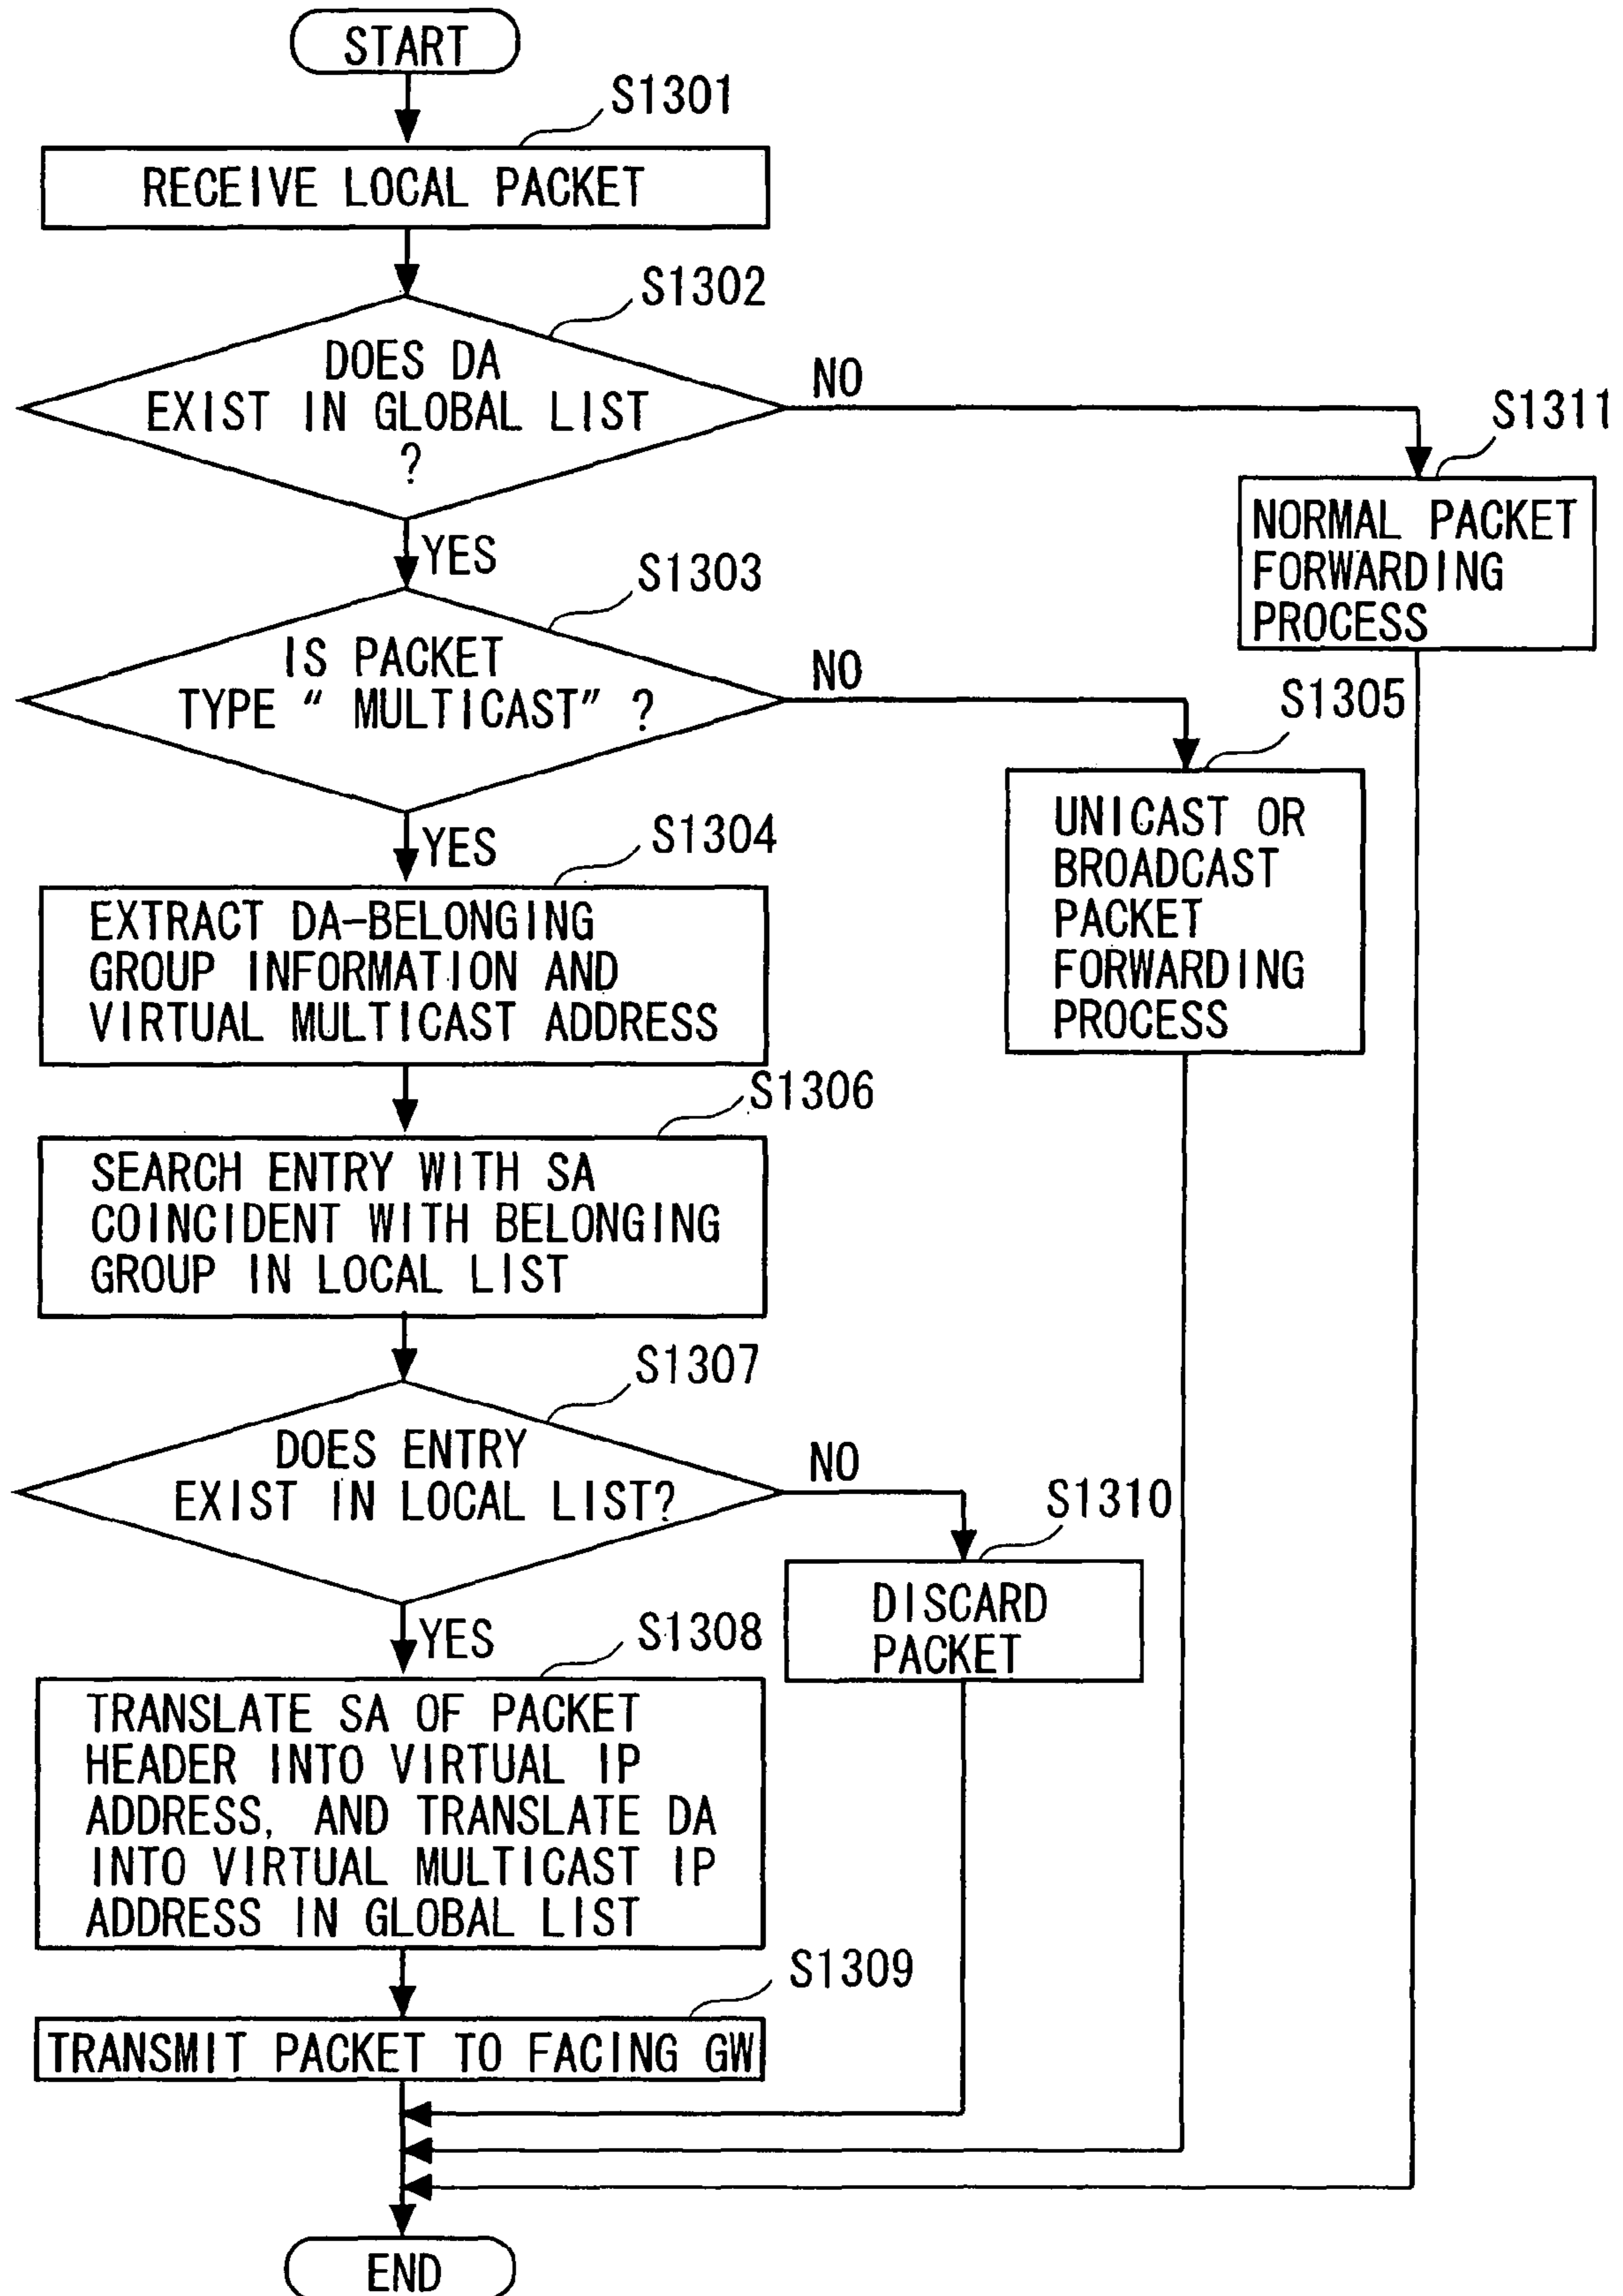 START
S1301
RECEIVE LOCAL PACKET
S1302
DOES DA
EXIST IN GLOBAL LIST
?
NO
S1311
NORMAL PACKET
FORWARDING
PROCESS
YES
S1303
IS PACKET
TYPE " MULTICAST" ?
NO
S1305
UNICAST OR
BROADCAST
PACKET
FORWARDING
PROCESS
YES
S1304
EXTRACT DA-BELONGING
GROUP INFORMATION AND
VIRTUAL MULTICAST ADDRESS
S1306
SEARCH ENTRY WITH SA
COINCIDENT WITH BELONGING
GROUP IN LOCAL LIST
S1307
DOES ENTRY
EXIST IN LOCAL LIST?
NO
S1310
DISCARD
PACKET
YES
S1308
TRANSLATE SA OF PACKET
HEADER INTO VIRTUAL IP
ADDRESS, AND TRANSLATE DA
INTO VIRTUAL MULTICAST IP
ADDRESS IN GLOBAL LIST
S1309
TRANSMIT PACKET TO FACING GW
END